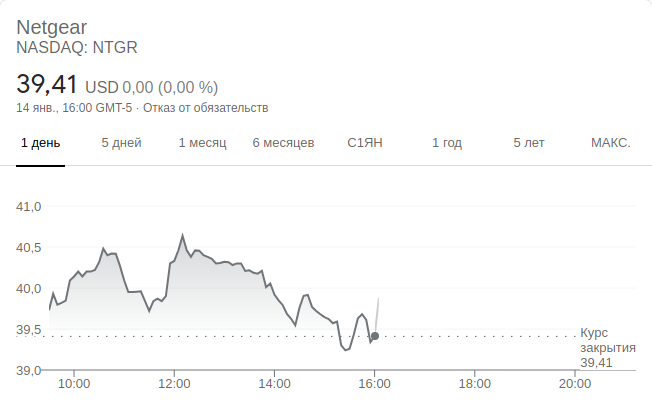 Netgear
NASDAQ: NTGR
39,41 USD 0,00 (0,00 %)
14 янв., 16:00 GMT-5 · Отказ от обязательств
1 день 5 дней 1 месяц 6 месяцев С1ЯН 1 год 5 лет МАКС.
41,0
40,5
40,0
39,5
39,0
Курс
закрытия
39,41
10:00 12:00 14:00 16:00 18:00 20:00